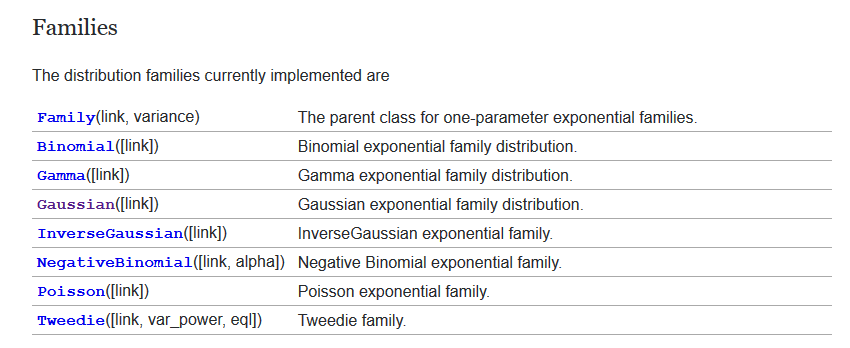 Families
The distribution families currently implemented are
Family(link, variance) The parent class for one-parameter exponential families.
Binomial([link]) Binomial exponential family distribution.
Gamma([link]) Gamma exponential family distribution.
Gaussian([link]) Gaussian exponential family distribution.
InverseGaussian([link]) InverseGaussian exponential family.
NegativeBinomial([link, alpha]) Negative Binomial exponential family.
Poisson([link]) Poisson exponential family.
Tweedie([link, var_power, eql]) Tweedie family.